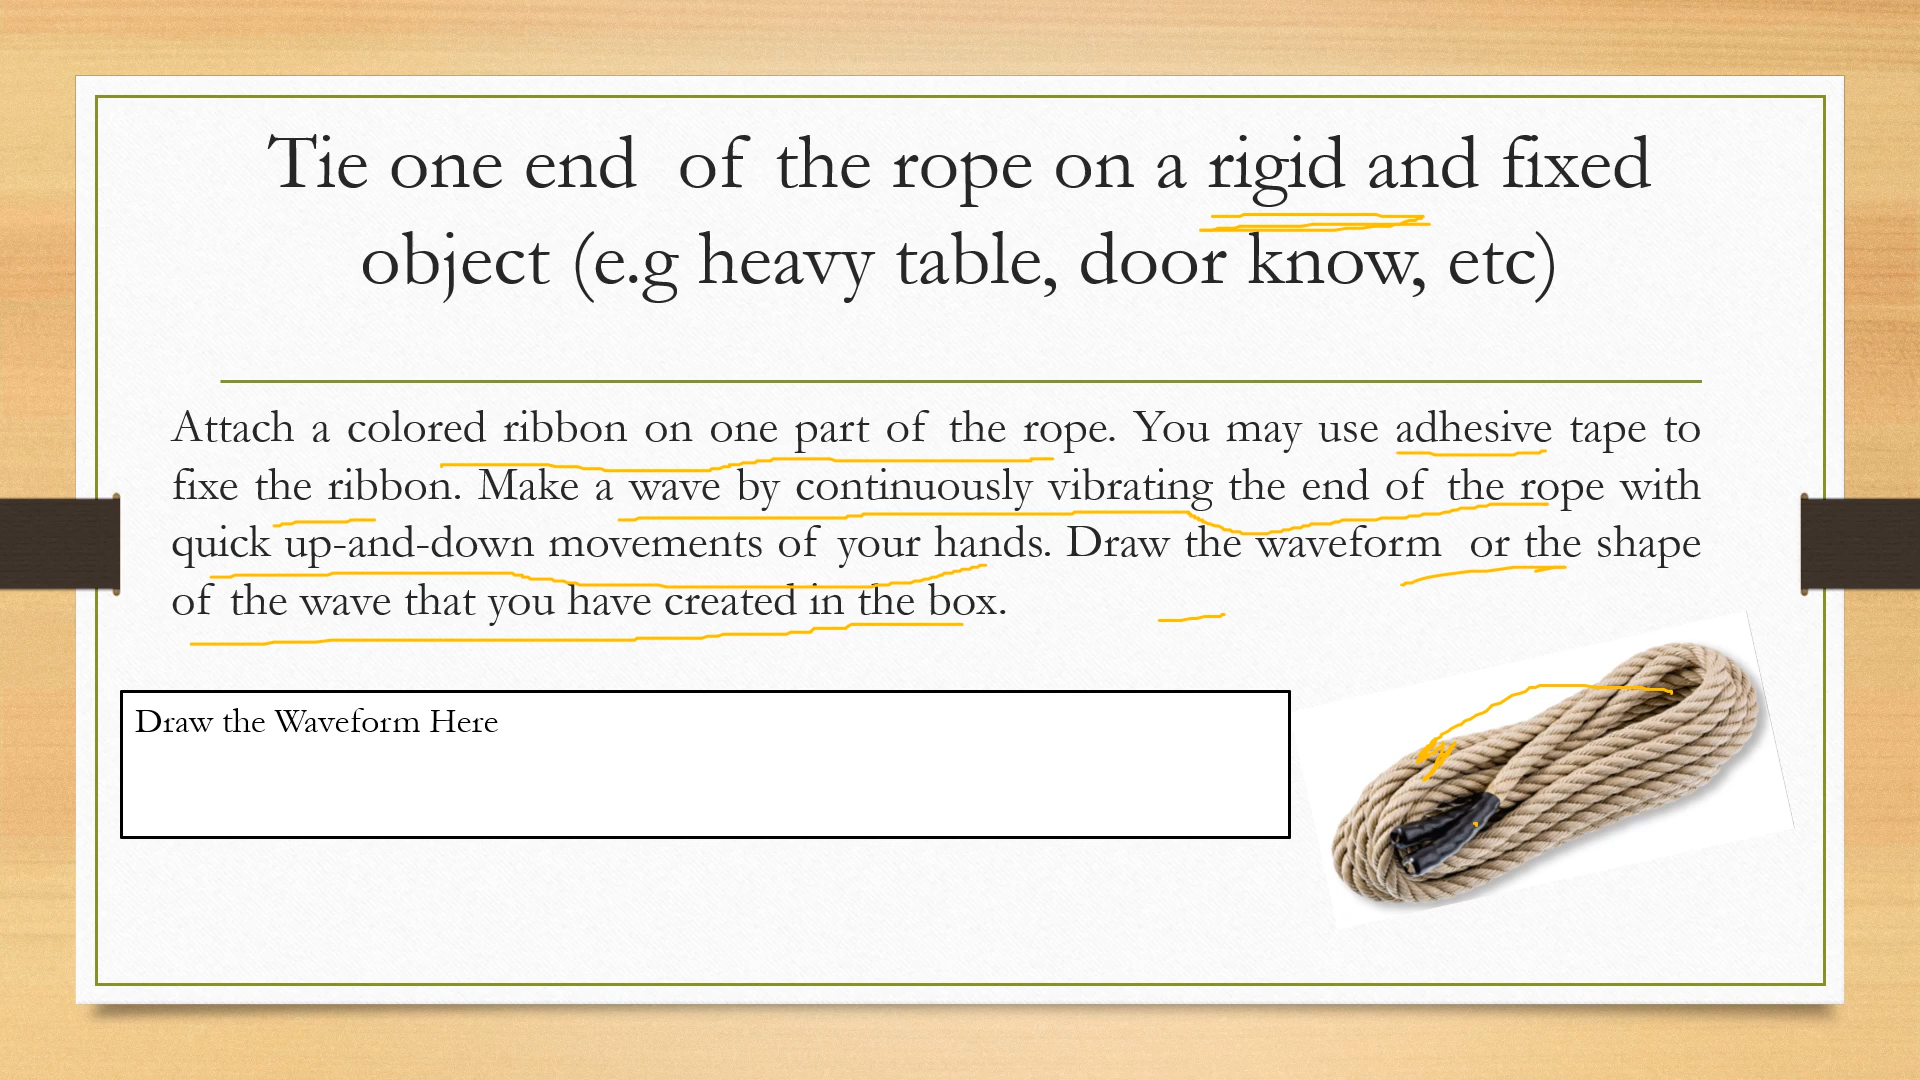 Tie one end of the rope on a rigid and fixed
object (e.g heavy table, door know, etc)
Attach a colored ribbon on one part of the rope. You may use adhesive tape to
fixe the ribbon. Make a wave by continuously vibrating the end of the rope with
quick up-and-down movements of your hands. Draw the waveform or the shape
of the wave that you have created in the box.
Draw the Waveform Here